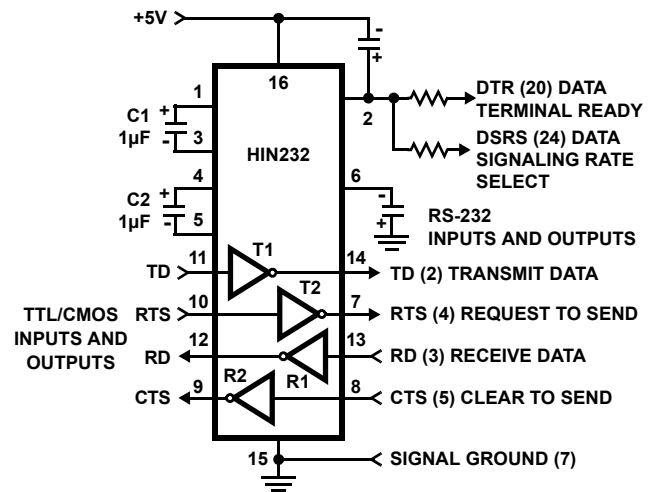 +5V
-
+
1
16
2
DTR (20) DATA
TERMINAL READY
C1
1µF
+
-
3
HIN232
DSRS (24) DATA
SIGNALING RATE
SELECT
4
6
C2
1µF
+
-
5
-
+
RS-232
INPUTS AND OUTPUTS
TD
11
T1
14
TD (2) TRANSMIT DATA
TTL/CMOS
INPUTS AND
OUTPUTS
RTS
10
T2
7
RTS (4) REQUEST TO SEND
RD
12
R1
13
RD (3) RECEIVE DATA
CTS
9
R2
8
CTS (5) CLEAR TO SEND
15
SIGNAL GROUND (7)